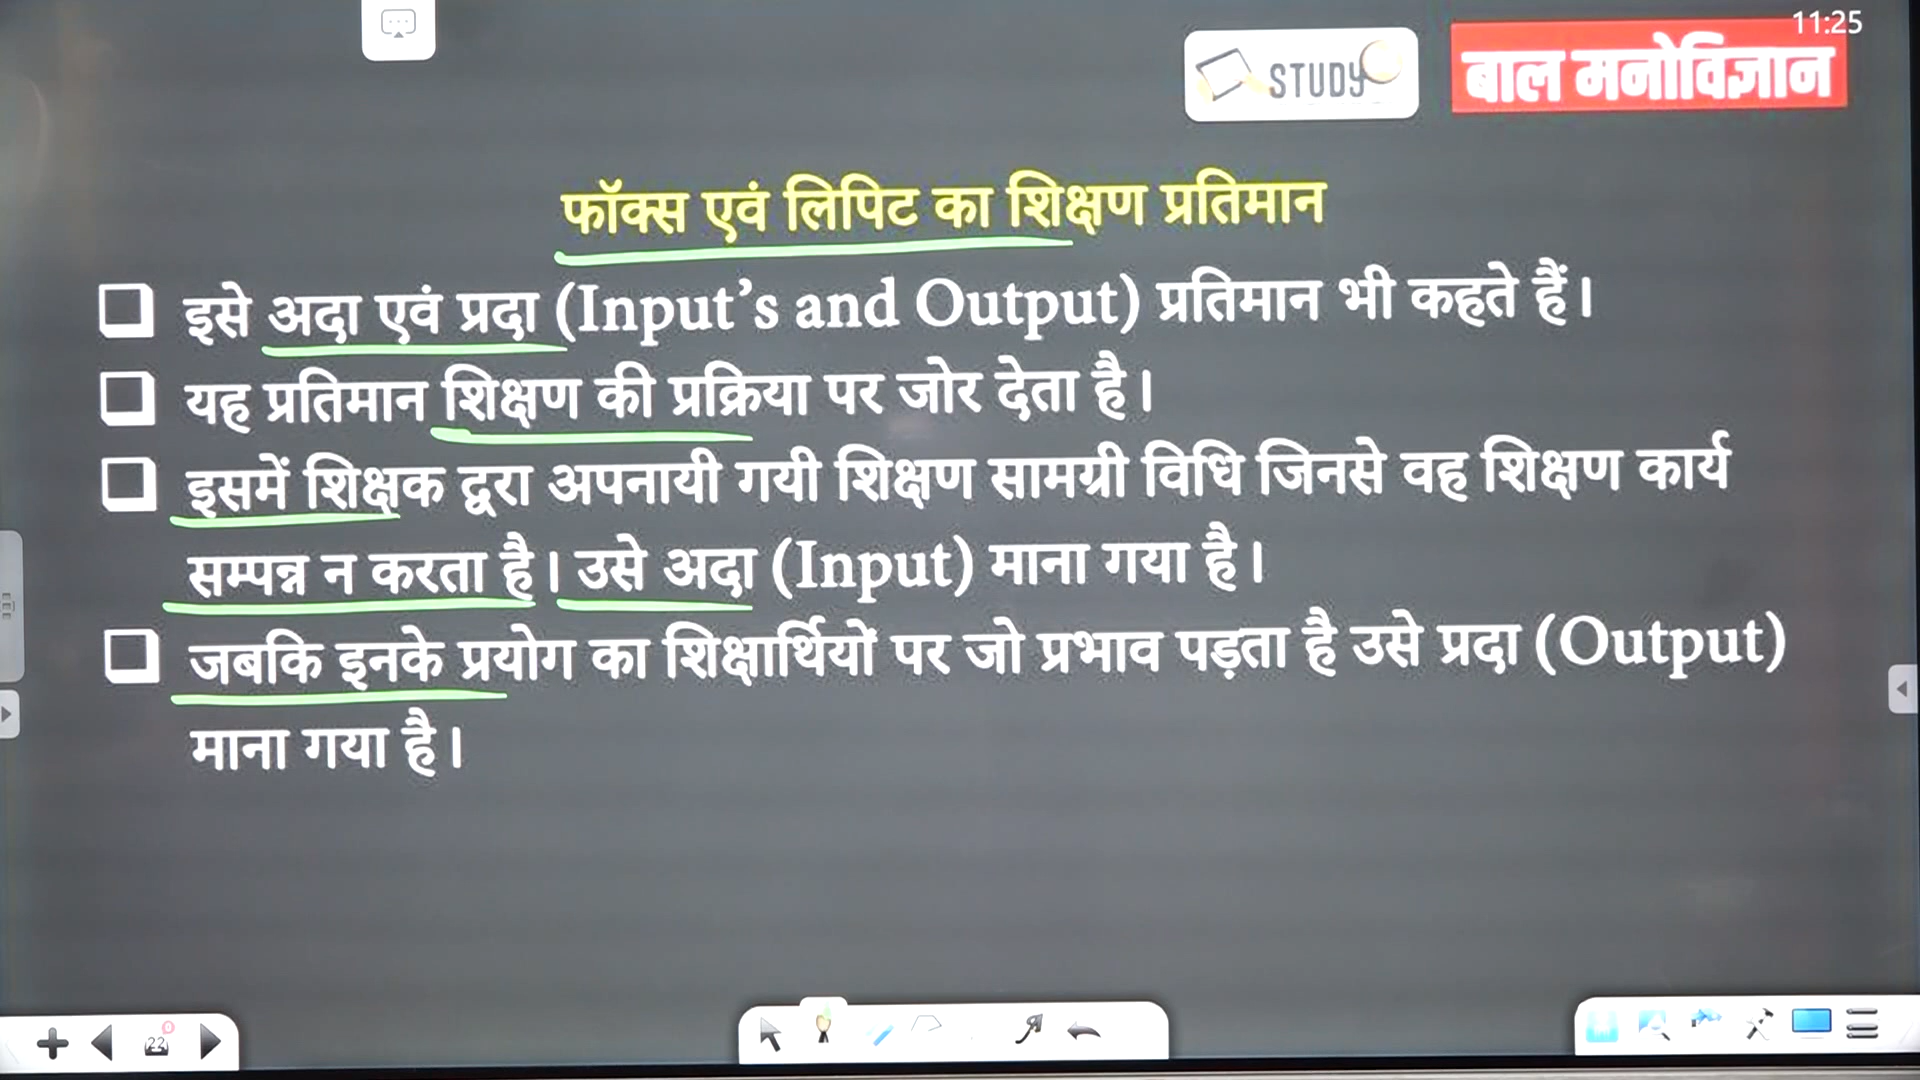 11:25
STUDY
बाल मनोविज्ञान
फॉक्स एवं लिपिट का शिक्षण प्रतिमान
इसे अदा एवं प्रदा (Input's and Output) प्रतिमान भी कहते हैं।
यह प्रतिमान शिक्षण की प्रक्रिया पर जोर देता है।
इसमें शिक्षक द्वरा अपनायी गयी शिक्षण सामग्री विधि जिनसे वह शिक्षण कार्य
सम्पन्न न करता है। उसे अदा (Input) माना गया है।
जबकि इनके प्रयोग का शिक्षार्थियों पर जो प्रभाव पड़ता है उसे प्रदा (Output)
माना गया है।
22